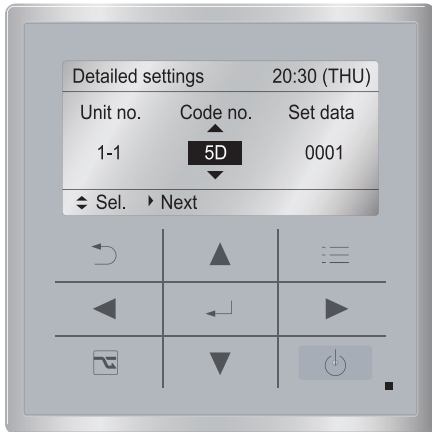 Detailed settings 20:30 (THU)
Unit no. Code no. Set data
1-1 5D 0001
Sel. Next